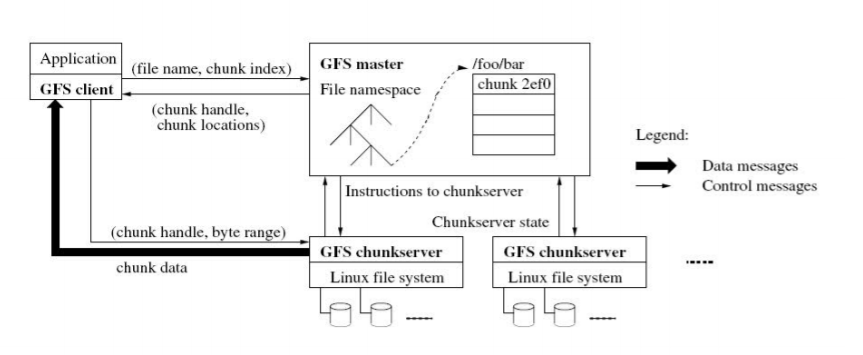 Application
GFS client
(file name, chunk index)
(chunk handle,
chunk locations)
GFS master
File namespace
/foo/bar
chunk 2ef0
Legend:
Data messages
Control messages
Instructions to chunkserver
Chunkserver state
(chunk handle, byte range)
chunk data
GFS chunkserver
Linux file system
GFS chunkserver
Linux file system